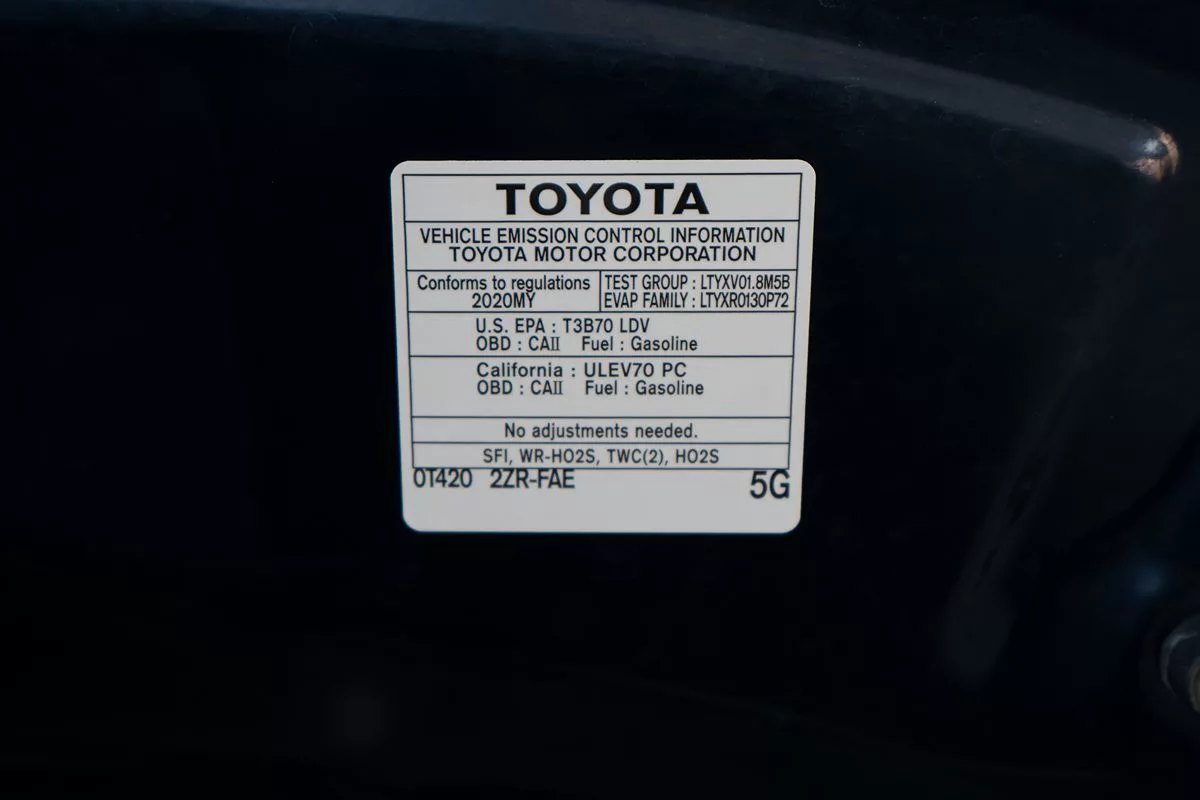 TOYOTA
VEHICLE EMISSION CONTROL INFORMATION
TOYOTA MOTOR CORPORATION
Conforms to regulations
2020MY
TEST GROUP : LTYXV01.8M5B
EVAP FAMILY : LTYXR0130P72
U.S. EPA : T3B70 LDV
OBD : CAⅡ Fuel : Gasoline
California : ULEV70 PC
OBD : CAⅡ Fuel : Gasoline
No adjustments needed.
SFI, WR-HO2S, TWC(2), HO2S
0T420 2ZR-FAE 5G